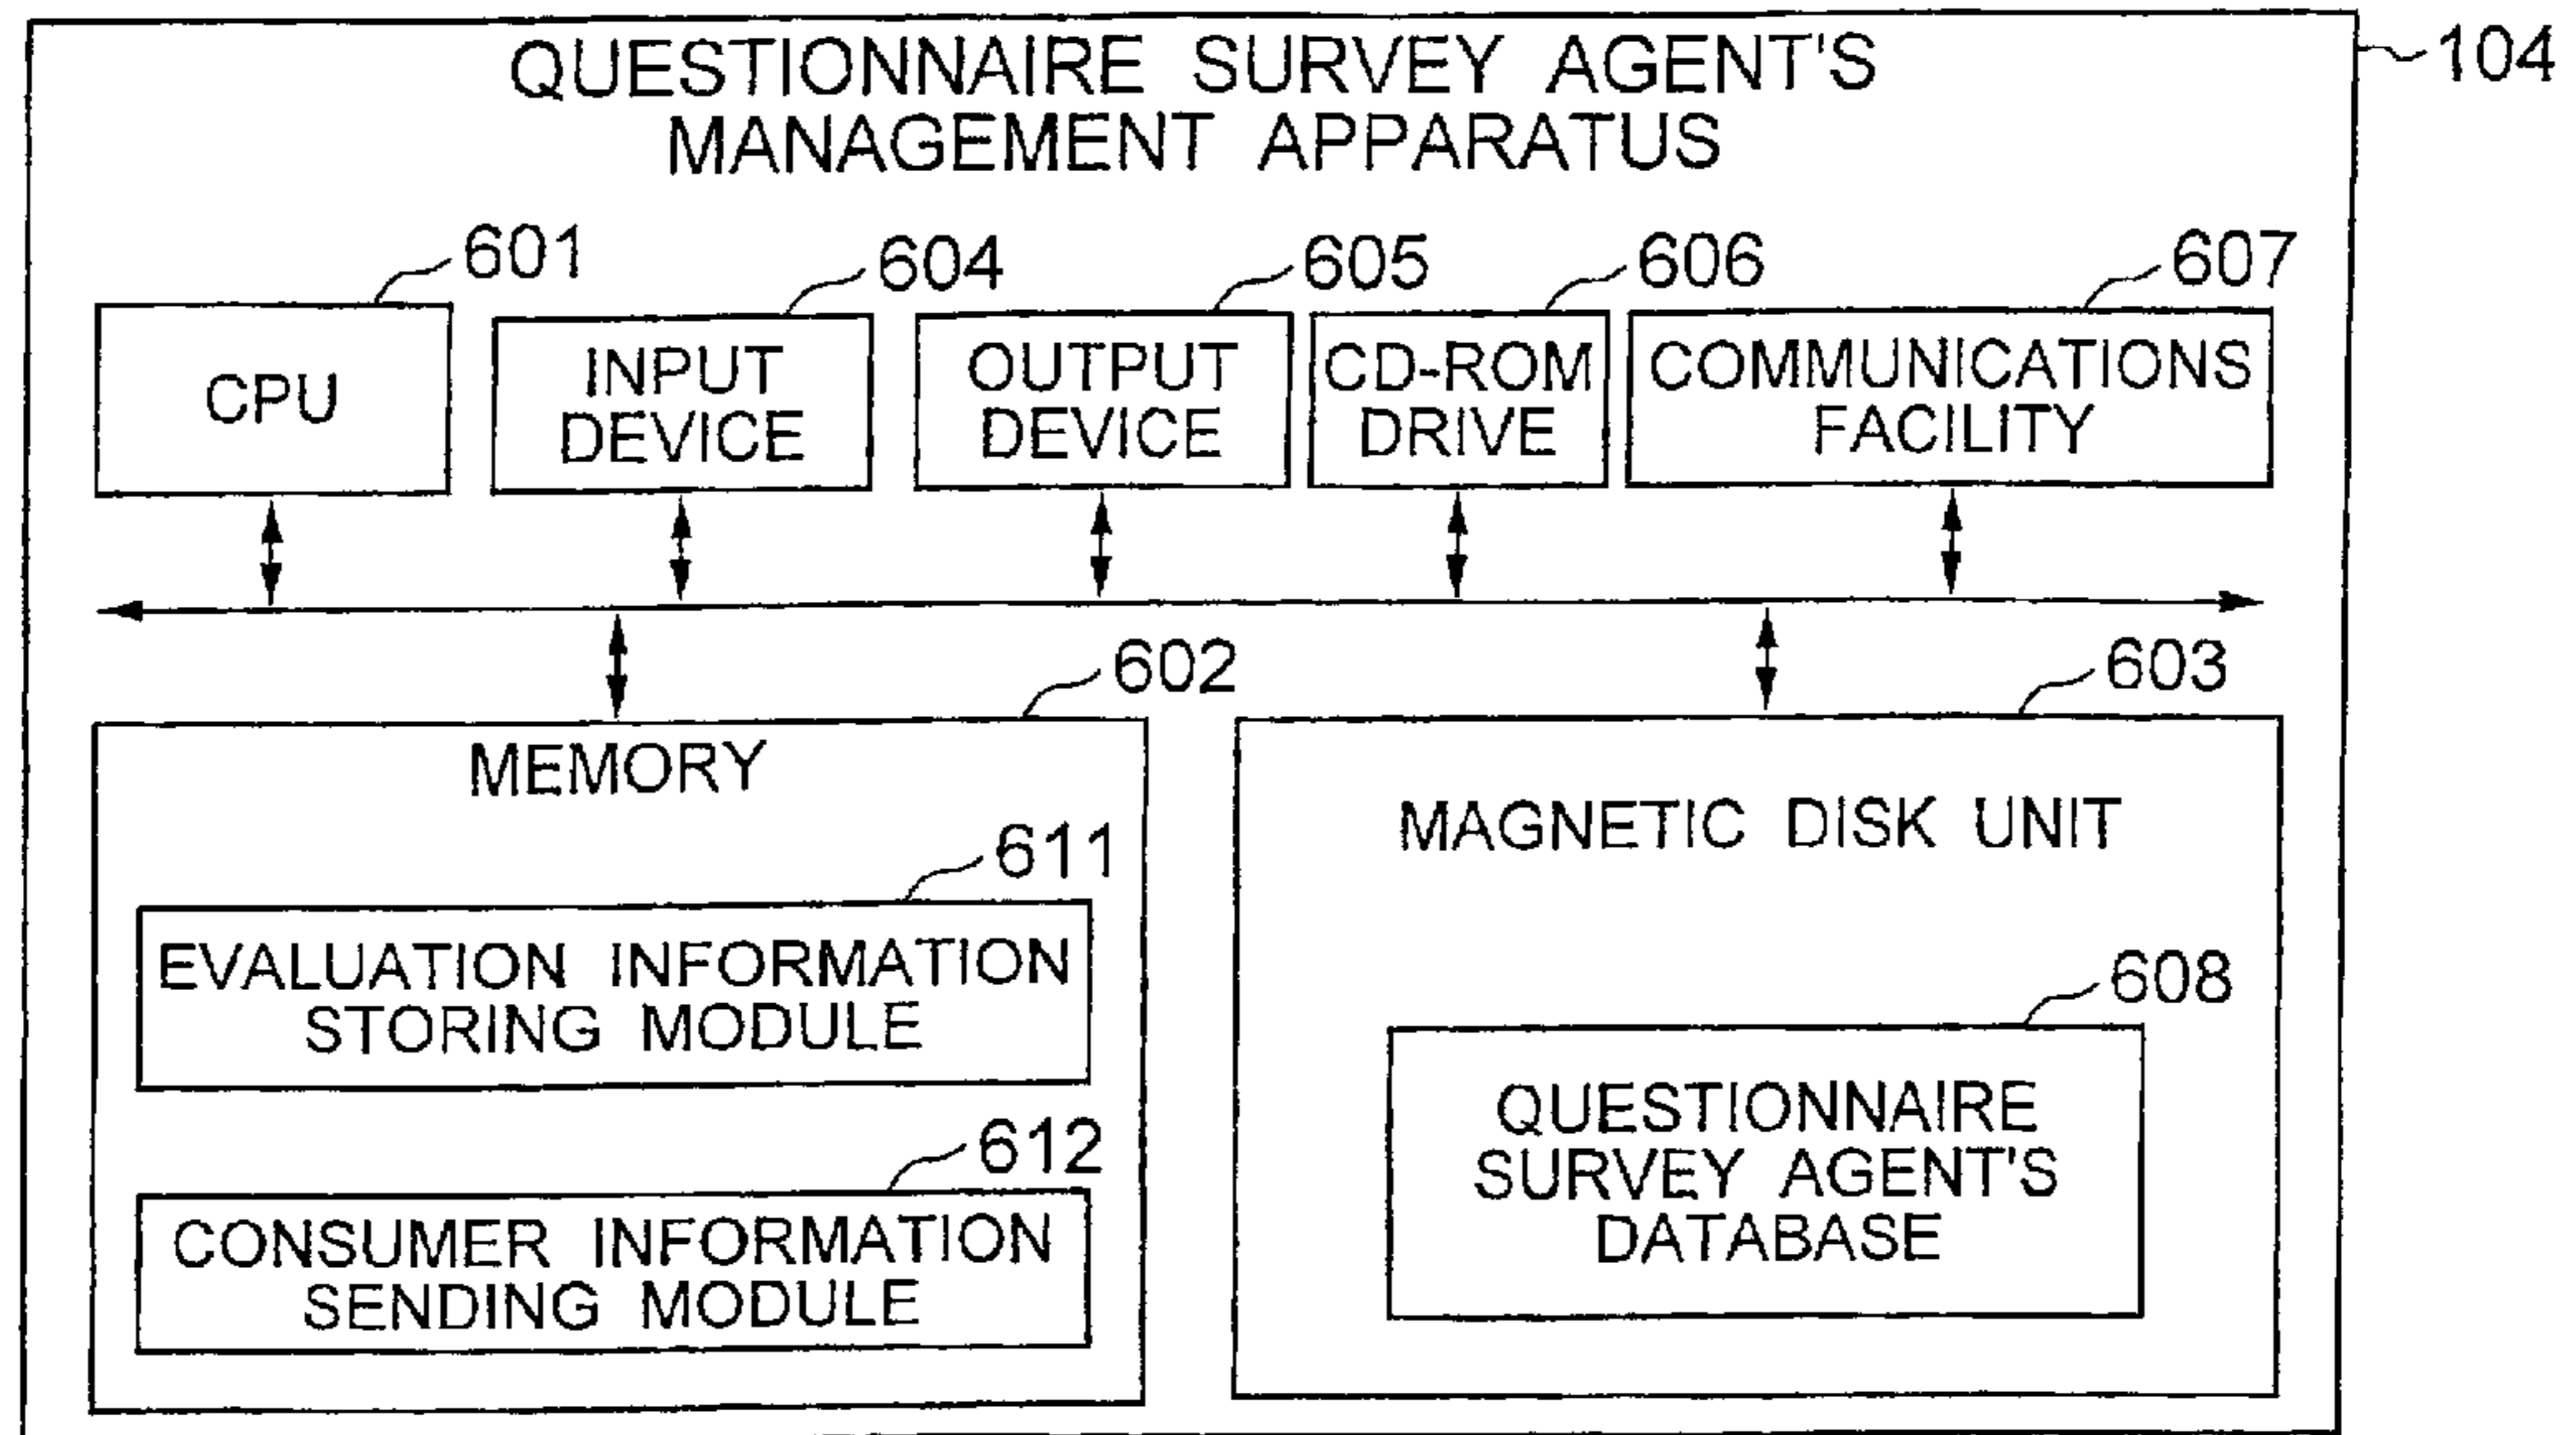 QUESTIONNAIRE SURVEY AGENT'S
MANAGEMENT APPARATUS
104
601
604
605
606
607
CPU
INPUT
DEVICE
OUTPUT
DEVICE
CD-ROM
DRIVE
COMMUNICATIONS
FACILITY
602
603
MEMORY
611
EVALUATION INFORMATION
STORING MODULE
612
CONSUMER INFORMATION
SENDING MODULE
MAGNETIC DISK UNIT
608
QUESTIONNAIRE
SURVEY AGENT'S
DATABASE